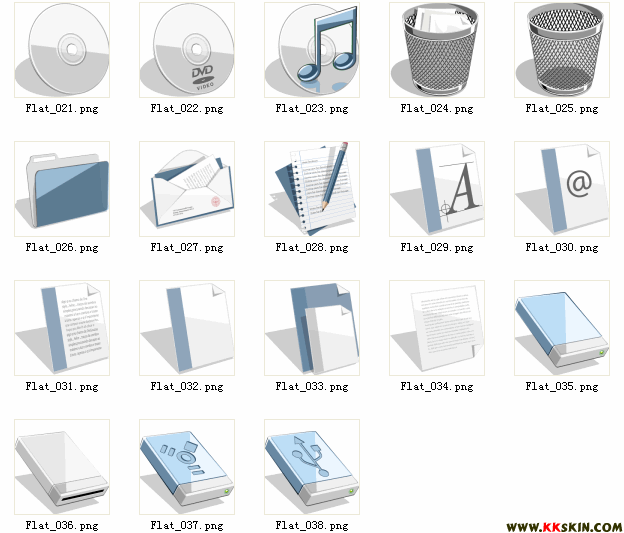 DVD
VIDEO
Flat_021.png
Flat_022.png
Flat_023.png
Flat_024.png
Flat_025.png
Flat_026.png
Flat_027.png
Flat_028.png
A
@
Flat_029.png
Flat_030.png
Flat_031.png
Flat_032.png
Flat_033.png
Flat_034.png
Flat_035.png
Flat_036.png
Flat_037.png
Flat_038.png
WWW.KKSKIN.COM